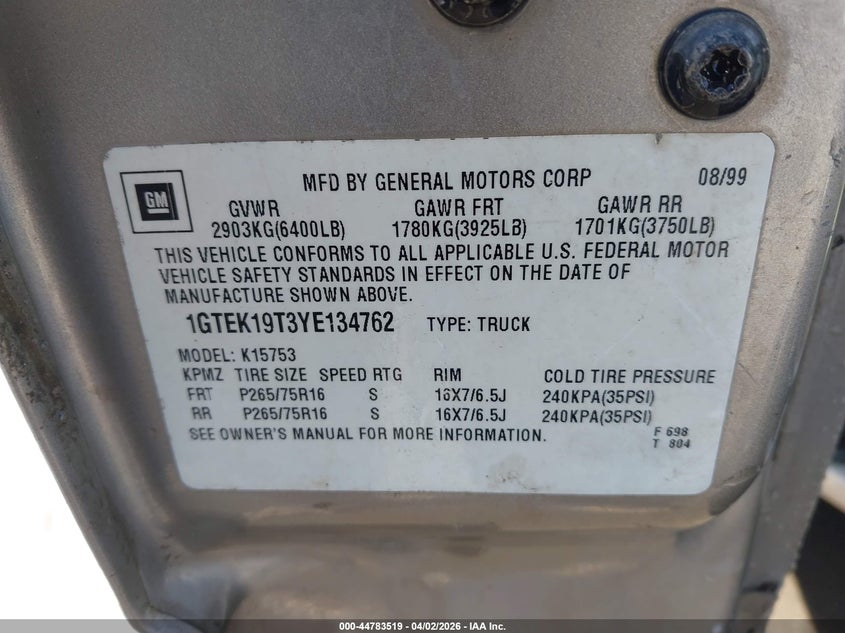 GM
MFD BY GENERAL MOTORS CORP 08/99
GVWR GAWR FRT GAWR RR
2903KG(6400LB) 1780KG(3925LB) 1701KG(3750LB)
THIS VEHICLE CONFORMS TO ALL APPLICABLE U.S. FEDERAL MOTOR
VEHICLE SAFETY STANDARDS IN EFFECT ON THE DATE OF
MANUFACTURE SHOWN ABOVE.
1GTEK19T3YE134762 TYPE: TRUCK
MODEL: K15753
KPMZ TIRE SIZE SPEED RTG RIM COLD TIRE PRESSURE
FRT P265/75R16 S 16X7/6.5J 240KPA(35PSI)
RR P265/75R16 S 16X7/6.5J 240KPA(35PSI)
SEE OWNER'S MANUAL FOR MORE INFORMATION. F 698
T 804
000-44783519 - 04/02/2026 - IAA Inc.